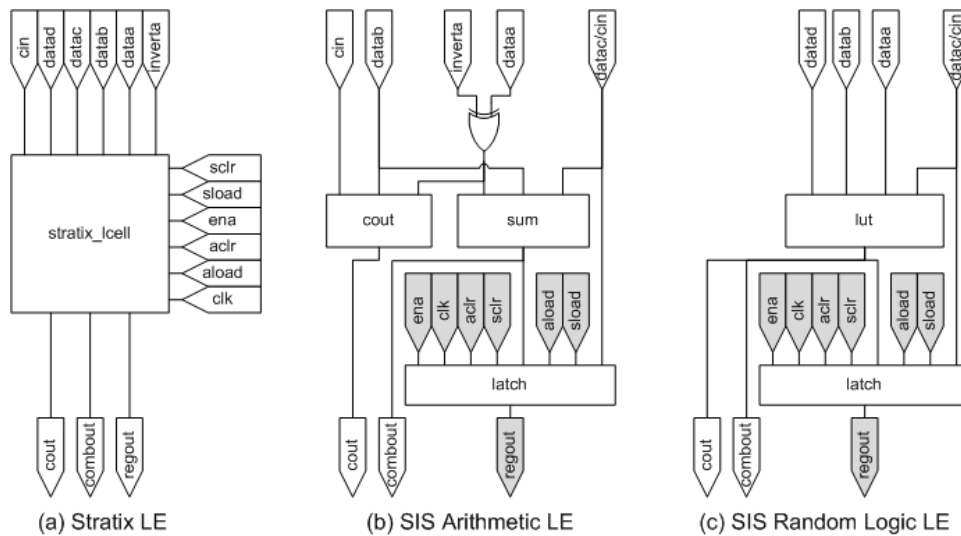 cin
datad
datac
datab
dataa
inverta
stratix_lcell
sclr
sload
ena
aclr
aload
clk
cout
combout
regout
(a) Stratix LE
cin
datab
inverta
dataa
datac/cin
cout
sum
ena
clk
aclr
sclr
aload
sload
latch
cout
combout
regout
(b) SIS Arithmetic LE
datad
datab
dataa
datac/cin
lut
ena
clk
aclr
sclr
aload
sload
latch
cout
combout
regout
(c) SIS Random Logic LE